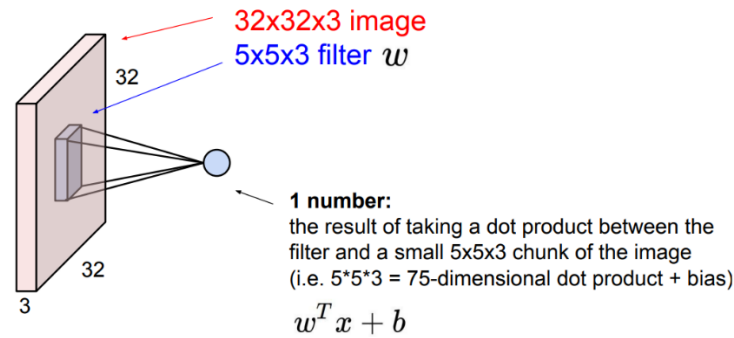 32x32x3 image
5x5x3 filter w
32
32
3
1 number:
the result of taking a dot product between the
filter and a small 5x5x3 chunk of the image
(i.e. 5*5*3 = 75-dimensional dot product + bias)
w^T x + b